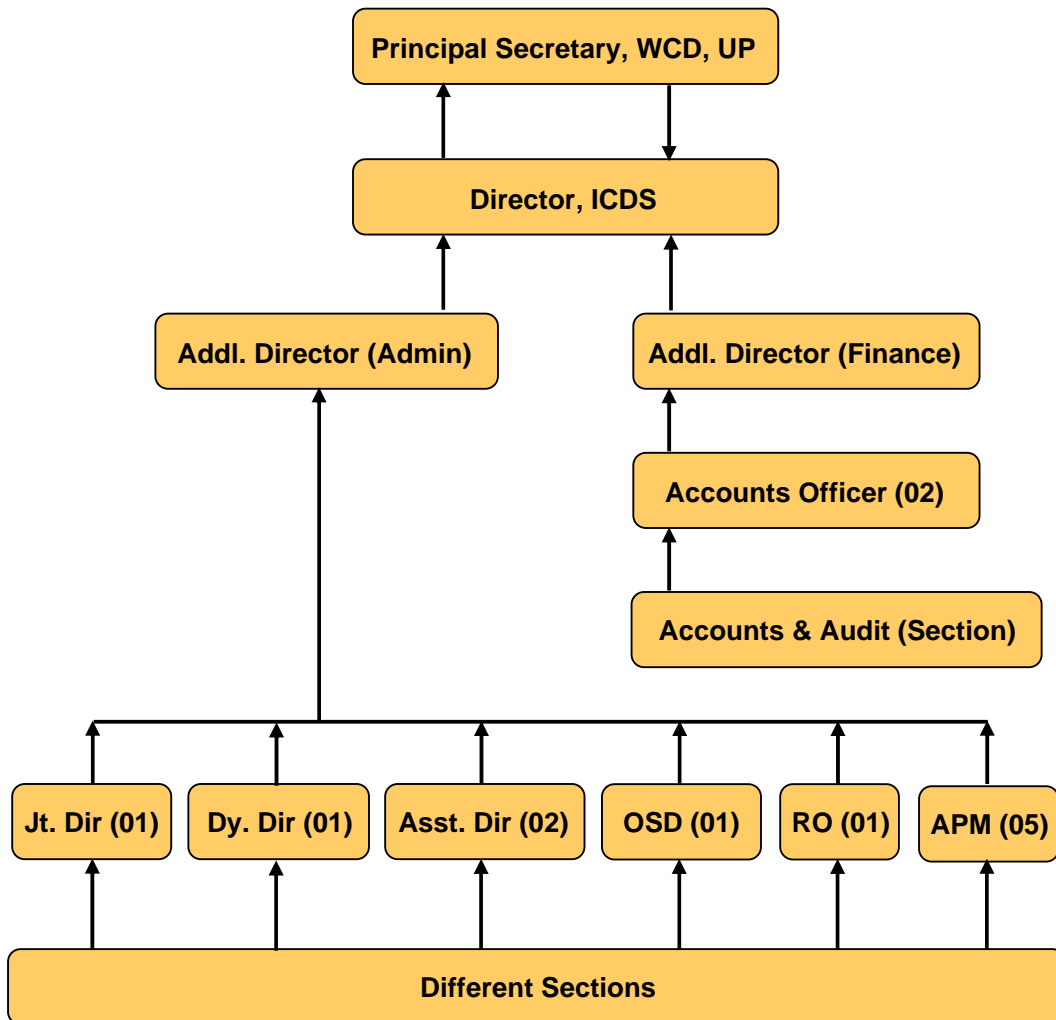 Principal Secretary, WCD, UP
Director, ICDS
Addl. Director (Admin)
Addl. Director (Finance)
Accounts Officer (02)
Accounts & Audit (Section)
Jt. Dir (01)
Dy. Dir (01)
Asst. Dir (02)
OSD (01)
RO (01)
APM (05)
Different Sections